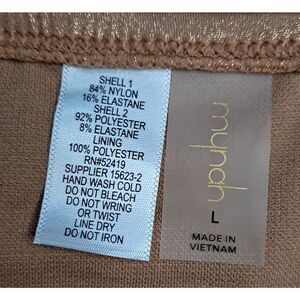 SHELL 1
84% NYLON
16% ELASTANE
SHELL 2
92% POLYESTER
8% ELASTANE
LINING
100% POLYESTER
RN#52419
SUPPLIER 15623-2
HAND WASH COLD
DO NOT BLEACH
DO NOT WRING
OR TWIST
LINE DRY
DO NOT IRON
mynah
L
MADE IN
VIETNAM